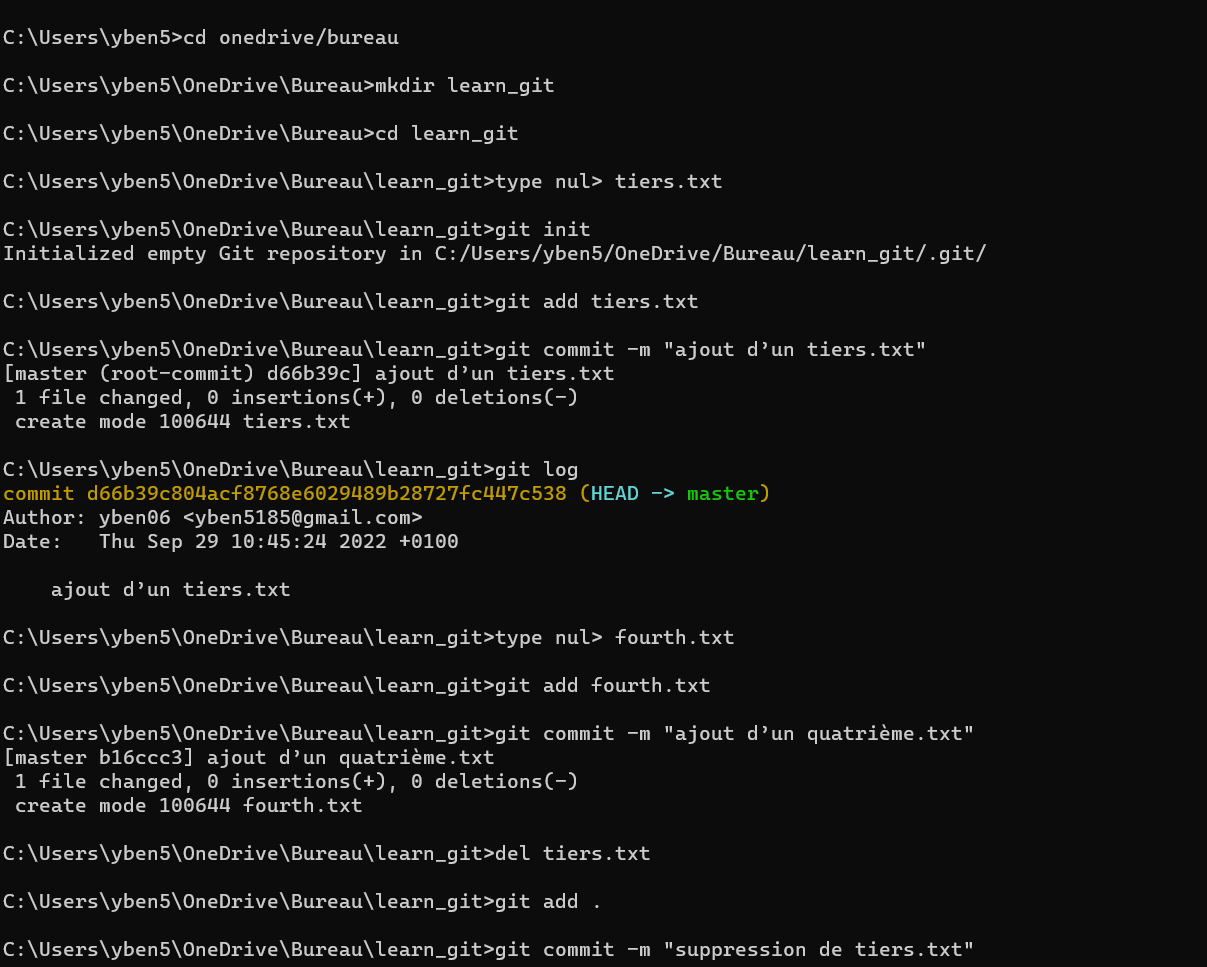 C:\Users\yben5>cd onedrive/bureau
C:\Users\yben5\OneDrive\Bureau>mkdir learn_git
C:\Users\yben5\OneDrive\Bureau>cd learn_git
C:\Users\yben5\OneDrive\Bureau\learn_git>type nul> tiers.txt
C:\Users\yben5\OneDrive\Bureau\learn_git>git init
Initialized empty Git repository in C:/Users/yben5/OneDrive/Bureau/learn_git/.git/
C:\Users\yben5\OneDrive\Bureau\learn_git>git add tiers.txt
C:\Users\yben5\OneDrive\Bureau\learn_git>git commit -m "ajout d’un tiers.txt"
[master (root-commit) d66b39c] ajout d’un tiers.txt
 1 file changed, 0 insertions(+), 0 deletions(-)
 create mode 100644 tiers.txt
C:\Users\yben5\OneDrive\Bureau\learn_git>git log
commit d66b39c804acf8768e6029489b28727fc447c538 (HEAD -> master)
Author: yben06 <yben5185@gmail.com>
Date:   Thu Sep 29 10:45:24 2022 +0100
    ajout d’un tiers.txt
C:\Users\yben5\OneDrive\Bureau\learn_git>type nul> fourth.txt
C:\Users\yben5\OneDrive\Bureau\learn_git>git add fourth.txt
C:\Users\yben5\OneDrive\Bureau\learn_git>git commit -m "ajout d’un quatrième.txt"
[master b16ccc3] ajout d’un quatrième.txt
 1 file changed, 0 insertions(+), 0 deletions(-)
 create mode 100644 fourth.txt
C:\Users\yben5\OneDrive\Bureau\learn_git>del tiers.txt
C:\Users\yben5\OneDrive\Bureau\learn_git>git add .
C:\Users\yben5\OneDrive\Bureau\learn_git>git commit -m "suppression de tiers.txt"